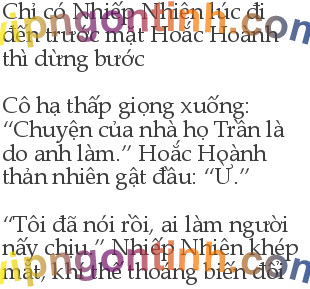 Chỉ có Nhiếp Nhiên lúc đi
đến trước mặt Hoắc Hoành
thì dừng bước
Cô hạ thấp giọng xuống:
“Chuyện của nhà họ Trần là
do anh làm.” Hoắc Hoành
thản nhiên gật đầu: “Ừ.”
“Tôi đã nói rồi, ai làm người
nấy chịu.” Nhiếp Nhiên khép
mắt, khí thế thoáng biến đổi
vipngontinh.com
vipngontinh.com